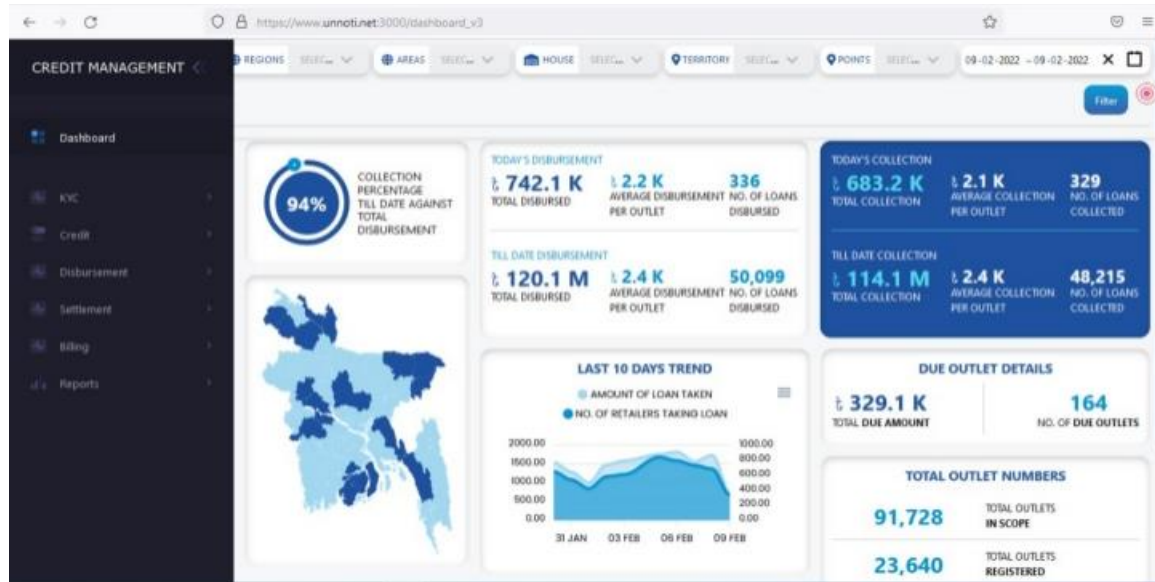 https://www.unnoti.net:3000/dashboard_v3
CREDIT MANAGEMENT
REGIONS SELEC... AREAS SELEC... HOUSE SELEC... TERRITORY SELEC... POINTS SELEC... 09-02-2022 - 09-02-2022
Filter
Dashboard
KYC
Credit
Disbursement
Settlement
Billing
Reports
94%
COLLECTION
PERCENTAGE
TILL DATE AGAINST
TOTAL
DISBURSEMENT
TODAY'S DISBURSEMENT
৳ 742.1 K
TOTAL DISBURSED
৳ 2.2 K
AVERAGE DISBURSEMENT
PER OUTLET
336
NO. OF LOANS
DISBURSED
TILL DATE DISBURSEMENT
৳ 120.1 M
TOTAL DISBURSED
৳ 2.4 K
AVERAGE DISBURSEMENT
PER OUTLET
50,099
NO. OF LOANS
DISBURSED
TODAY'S COLLECTION
৳ 683.2 K
TOTAL COLLECTION
৳ 2.1 K
AVERAGE COLLECTION
PER OUTLET
329
NO. OF LOANS
COLLECTED
TILL DATE COLLECTION
৳ 114.1 M
TOTAL COLLECTION
৳ 2.4 K
AVERAGE COLLECTION
PER OUTLET
48,215
NO. OF LOANS
COLLECTED
LAST 10 DAYS TREND
AMOUNT OF LOAN TAKEN
NO. OF RETAILERS TAKING LOAN
2000.00 1000.00
1500.00 800.00
1000.00 600.00
500.00 400.00
0.00 200.00
0.00
31 JAN 03 FEB 06 FEB 09 FEB
DUE OUTLET DETAILS
৳ 329.1 K
TOTAL DUE AMOUNT
164
NO. OF DUE OUTLETS
TOTAL OUTLET NUMBERS
91,728
TOTAL OUTLETS
IN SCOPE
23,640
TOTAL OUTLETS
REGISTERED